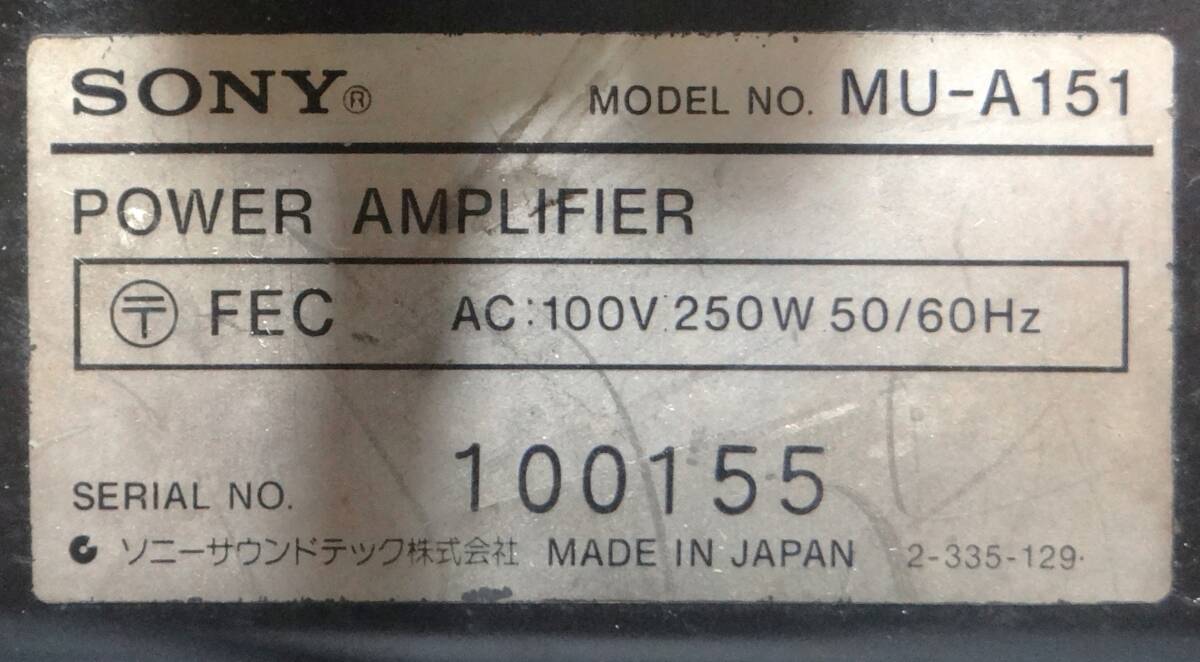 SONY® MODEL NO. MU-A151
POWER AMPLIFIER
〶 FEC AC:100V 250W 50/60Hz
SERIAL NO. 100155
ソニーサウンドテック株式会社 MADE IN JAPAN 2-335-129·